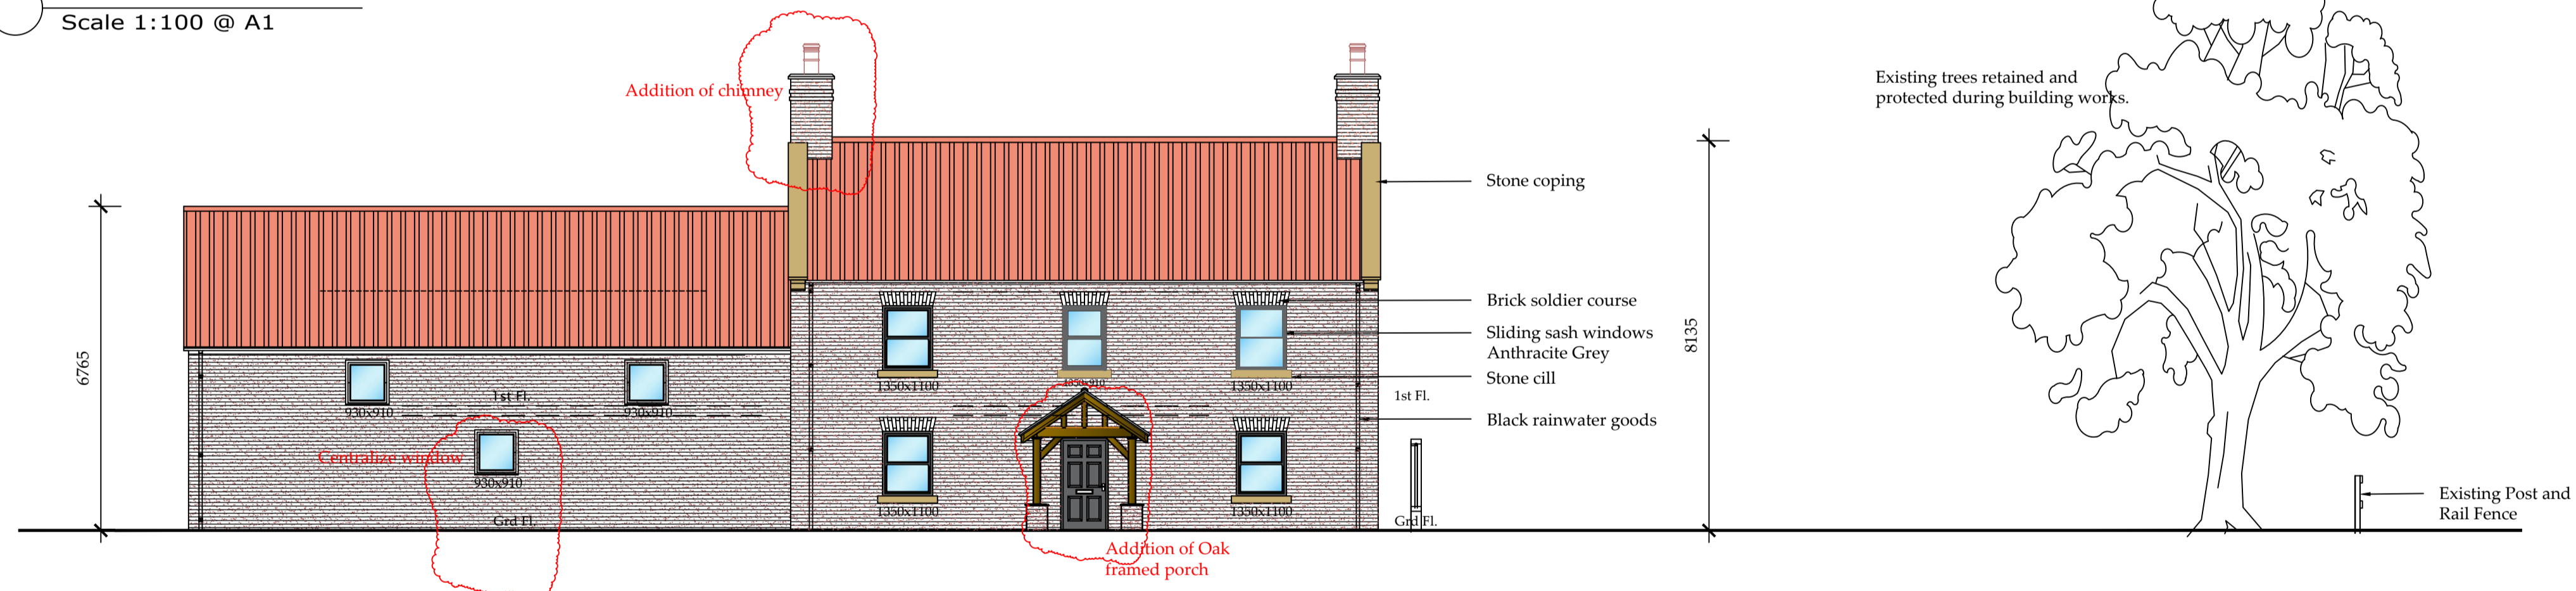 Scale 1:100 @ A1
Addition of chimney
Existing trees retained and
protected during building works.
Stone coping
Brick soldier course
Sliding sash windows
Anthracite Grey
Stone cill
Black rainwater goods
6765
8135
1350x1100
1350x910
1350x1100
930x910
1st Fl.
930x910
1st Fl.
Centralize window
930x910
1350x1100
1350x1100
Grd Fl.
Grd Fl.
Existing Post and
Rail Fence
Addition of Oak
framed porch